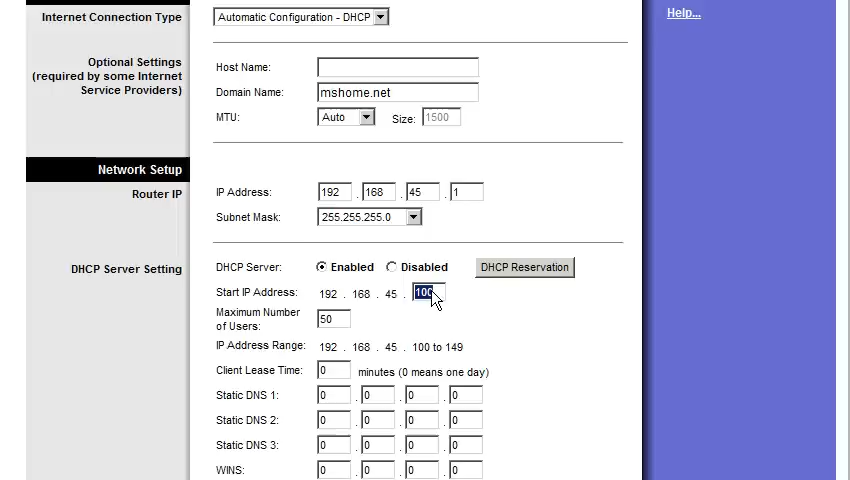 Internet Connection Type
Automatic Configuration - DHCP
Help...
Optional Settings
(required by some Internet
Service Providers)
Host Name:
Domain Name: mshome.net
MTU: Auto Size: 1500
Network Setup
Router IP
IP Address: 192 . 168 . 45 . 1
Subnet Mask: 255.255.255.0
DHCP Server Setting
DHCP Server: Enabled Disabled DHCP Reservation
Start IP Address: 192 . 168 . 45 . 100
Maximum Number
of Users: 50
IP Address Range: 192 . 168 . 45 . 100 to 149
Client Lease Time: 0 minutes (0 means one day)
Static DNS 1: 0 . 0 . 0 . 0
Static DNS 2: 0 . 0 . 0 . 0
Static DNS 3: 0 . 0 . 0 . 0
WINS: 0 . 0 . 0 . 0